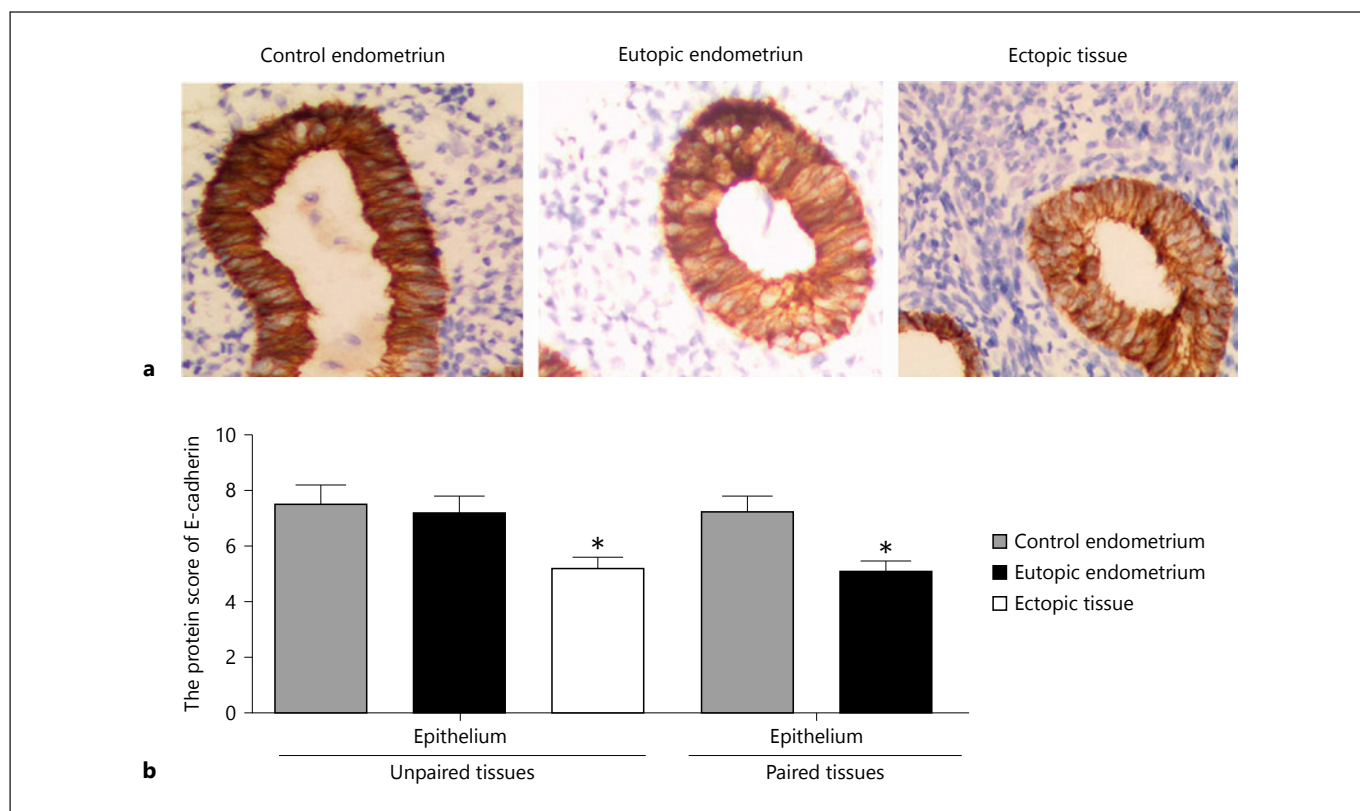 Control endometriun
Eutopic endometriun
Ectopic tissue
a
The protein score of E-cadherin
10
8
6
4
2
0
*
*
Epithelium
Epithelium
Unpaired tissues
Paired tissues
Control endometrium
Eutopic endometrium
Ectopic tissue
b